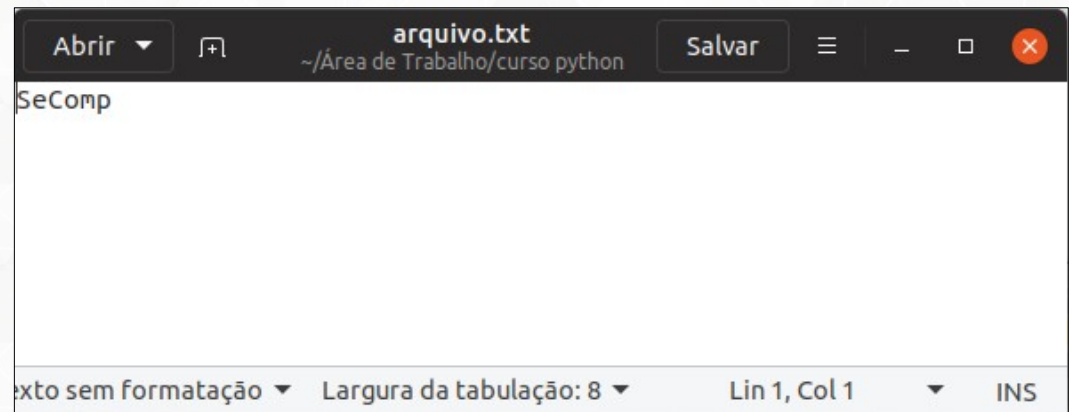 Abrir
arquivo.txt
~/Área de Trabalho/curso python
Salvar
SeComp
exto sem formatação
Largura da tabulação: 8
Lin 1, Col 1
INS